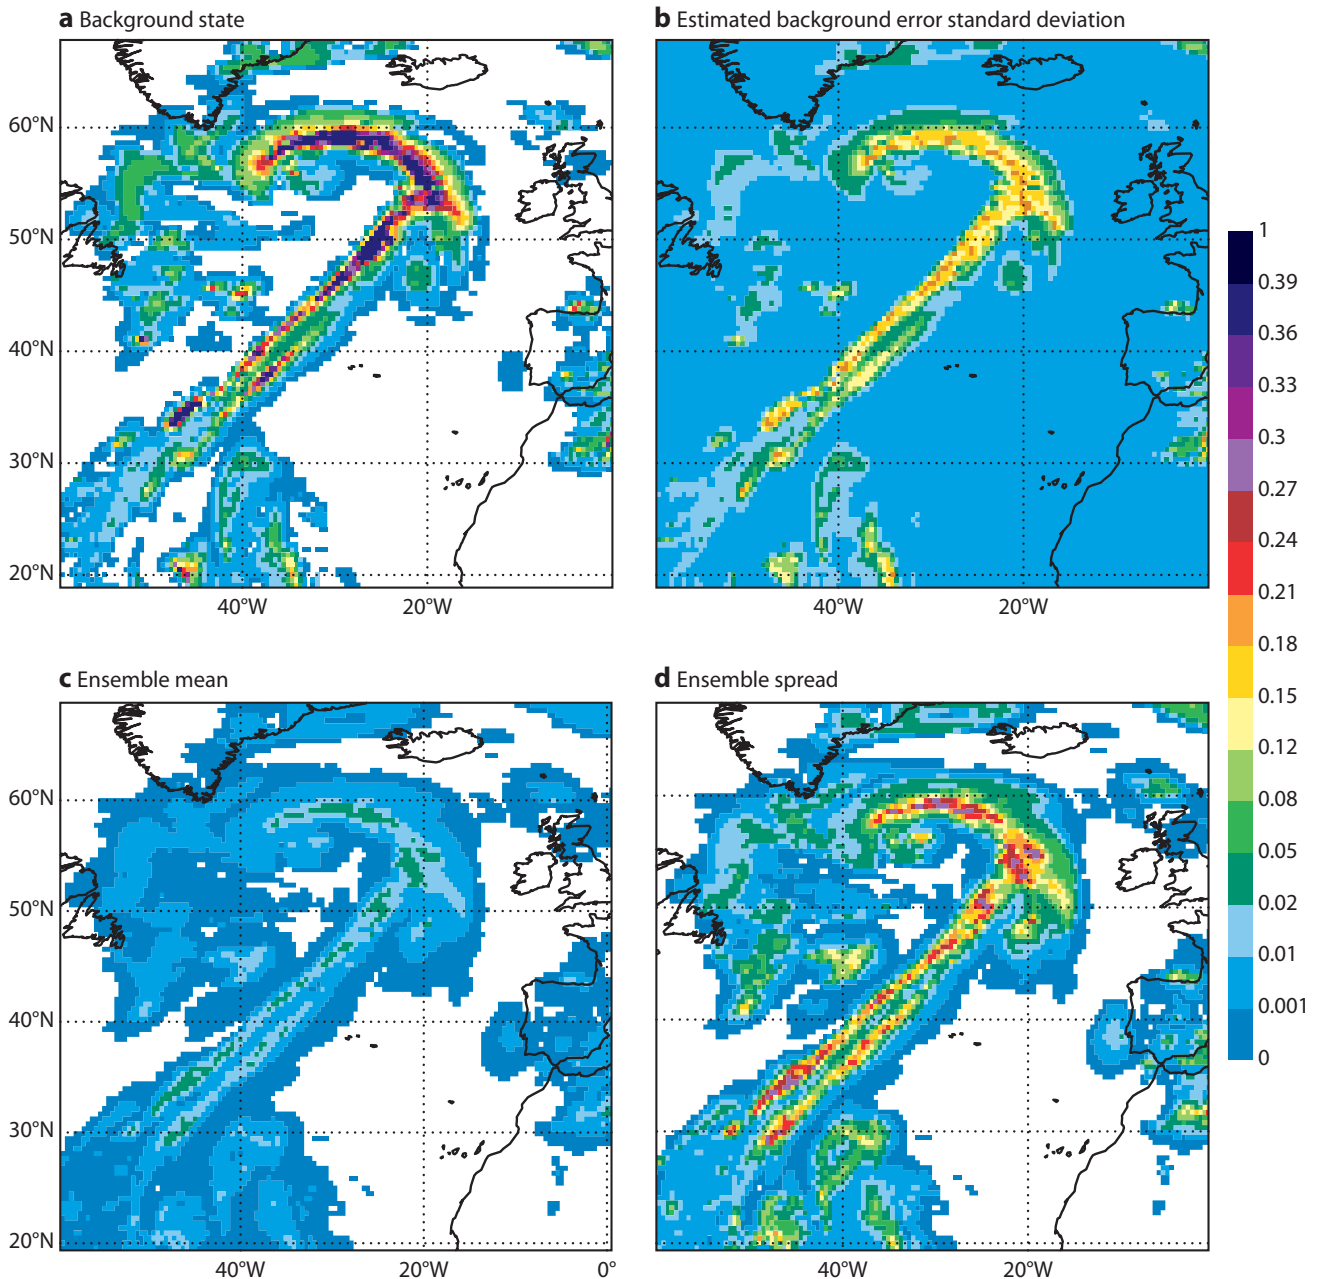 a Background state
b Estimated background error standard deviation
60°N
50°N
40°N
30°N
20°N
40°W
20°W
40°W
20°W
1
0.39
0.36
0.33
0.3
0.27
0.24
0.21
0.18
0.15
0.12
0.08
0.05
0.02
0.01
0.001
0
c Ensemble mean
d Ensemble spread
60°N
50°N
40°N
30°N
20°N
40°W
20°W
0°
40°W
20°W